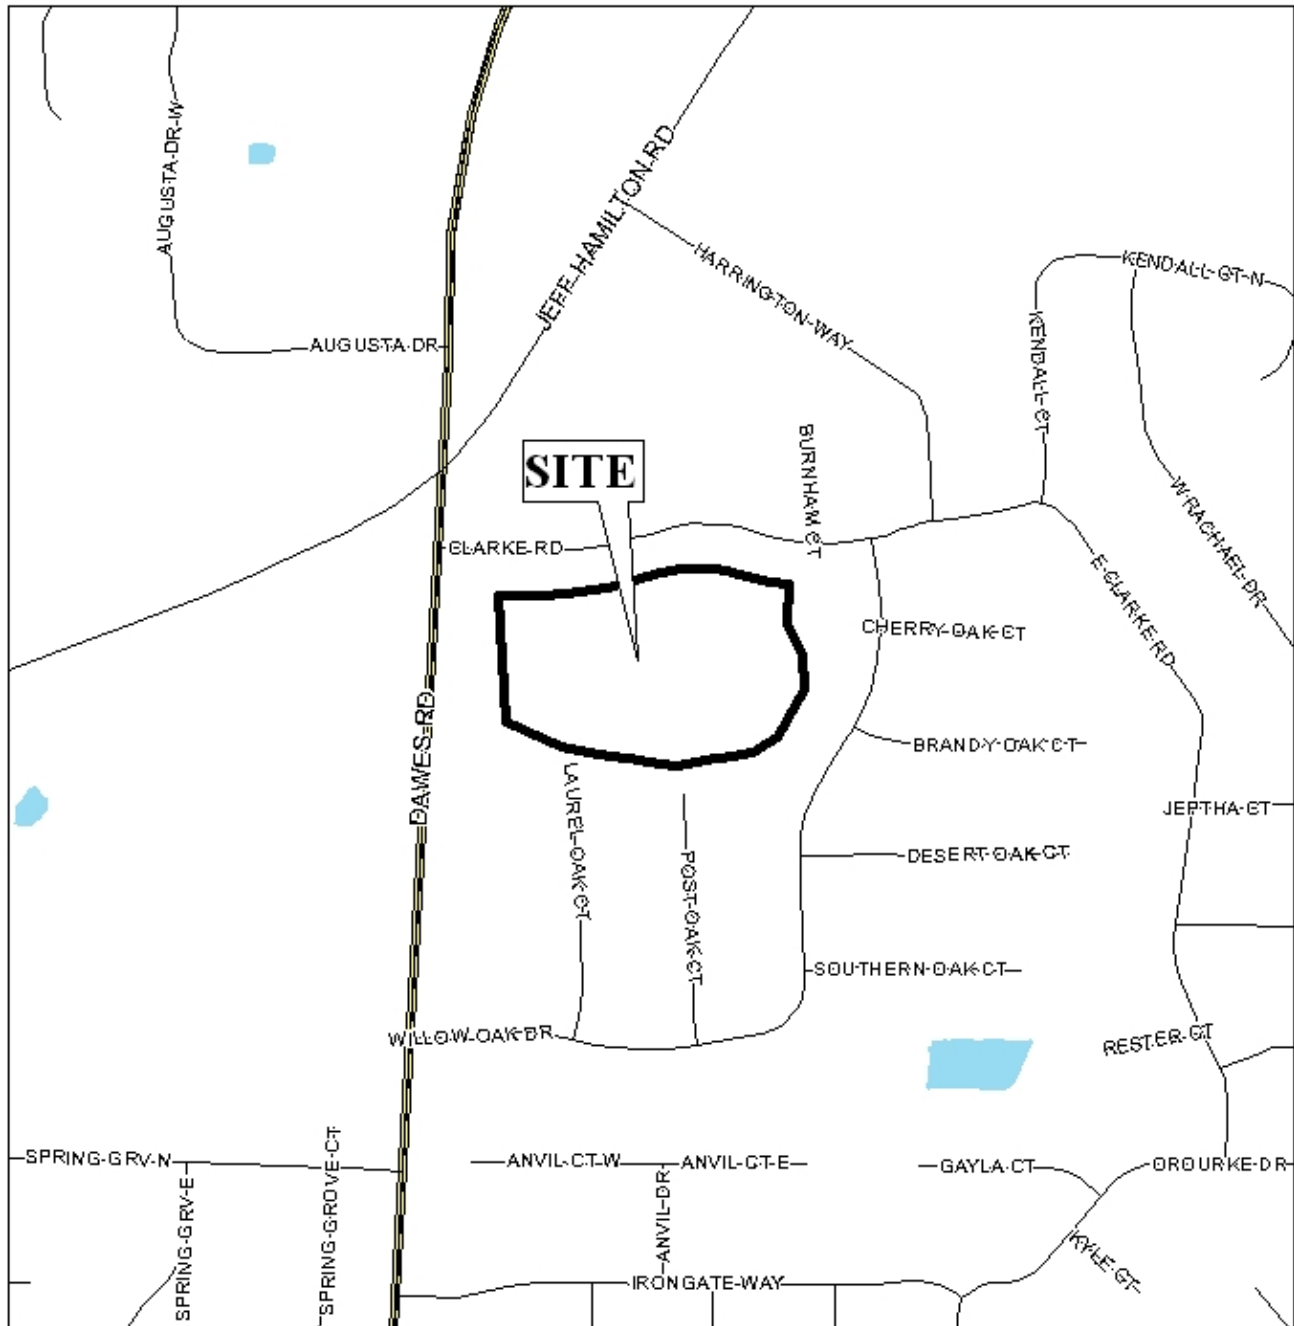 AUGUSTA DR W
JEFF HAMILTON RD
HARRINGTON WAY
KENDALL CT N
KENDALL CT
AUGUSTA DR
BURNHAM CT
SITE
W RACHAEL DR
CLARKE RD
E CLARKE RD
CHERRY OAK CT
DAWES RD
BRANDY OAK CT
LAUREL OAK CT
JEPTHA CT
POST OAK CT
DESERT OAK CT
SOUTHERN OAK CT
WILLOW OAK DR
RESTER CT
SPRING GRV N
SPRING GROVE CT
ANVIL CT W
ANVIL CT E
GAYLA CT
OROURKE DR
SPRING GRV E
ANVIL DR
KYLE CT
IRONGATE WAY